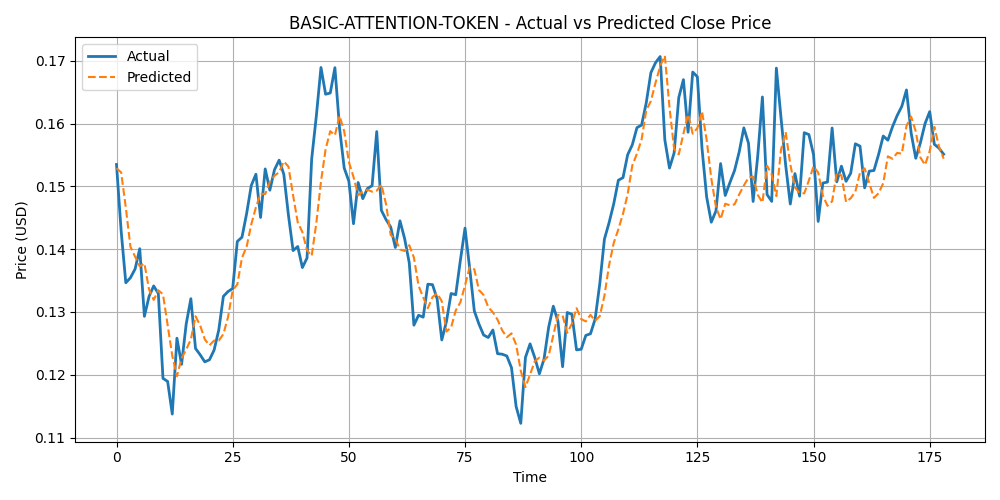 BASIC-ATTENTION-TOKEN - Actual vs Predicted Close Price
Actual
Predicted
Price (USD)
0.17
0.16
0.15
0.14
0.13
0.12
0.11
0 25 50 75 100 125 150 175
Time